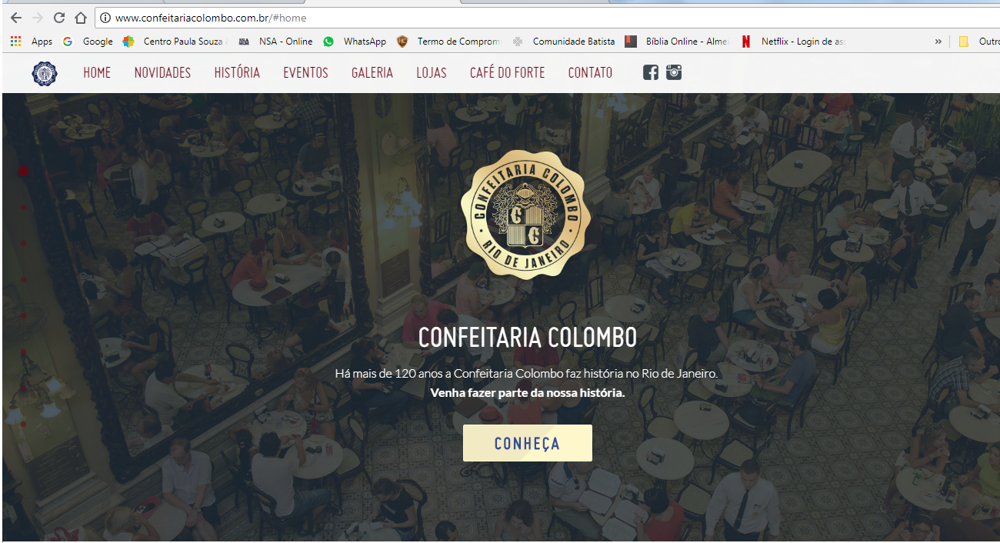 www.confeitariacolombo.com.br/#home
Apps Google Centro Paula Souza NSA - Online WhatsApp Termo de Comprom Comunidade Batista Bíblia Online - Alme Netflix - Login de as » Outro
HOME NOVIDADES HISTÓRIA EVENTOS GALERIA LOJAS CAFÉ DO FORTE CONTATO
CONFEITARIA COLOMBO
CC
RIO DE JANEIRO
CONFEITARIA COLOMBO
Há mais de 120 anos a Confeitaria Colombo faz história no Rio de Janeiro.
Venha fazer parte da nossa história.
CONHEÇA